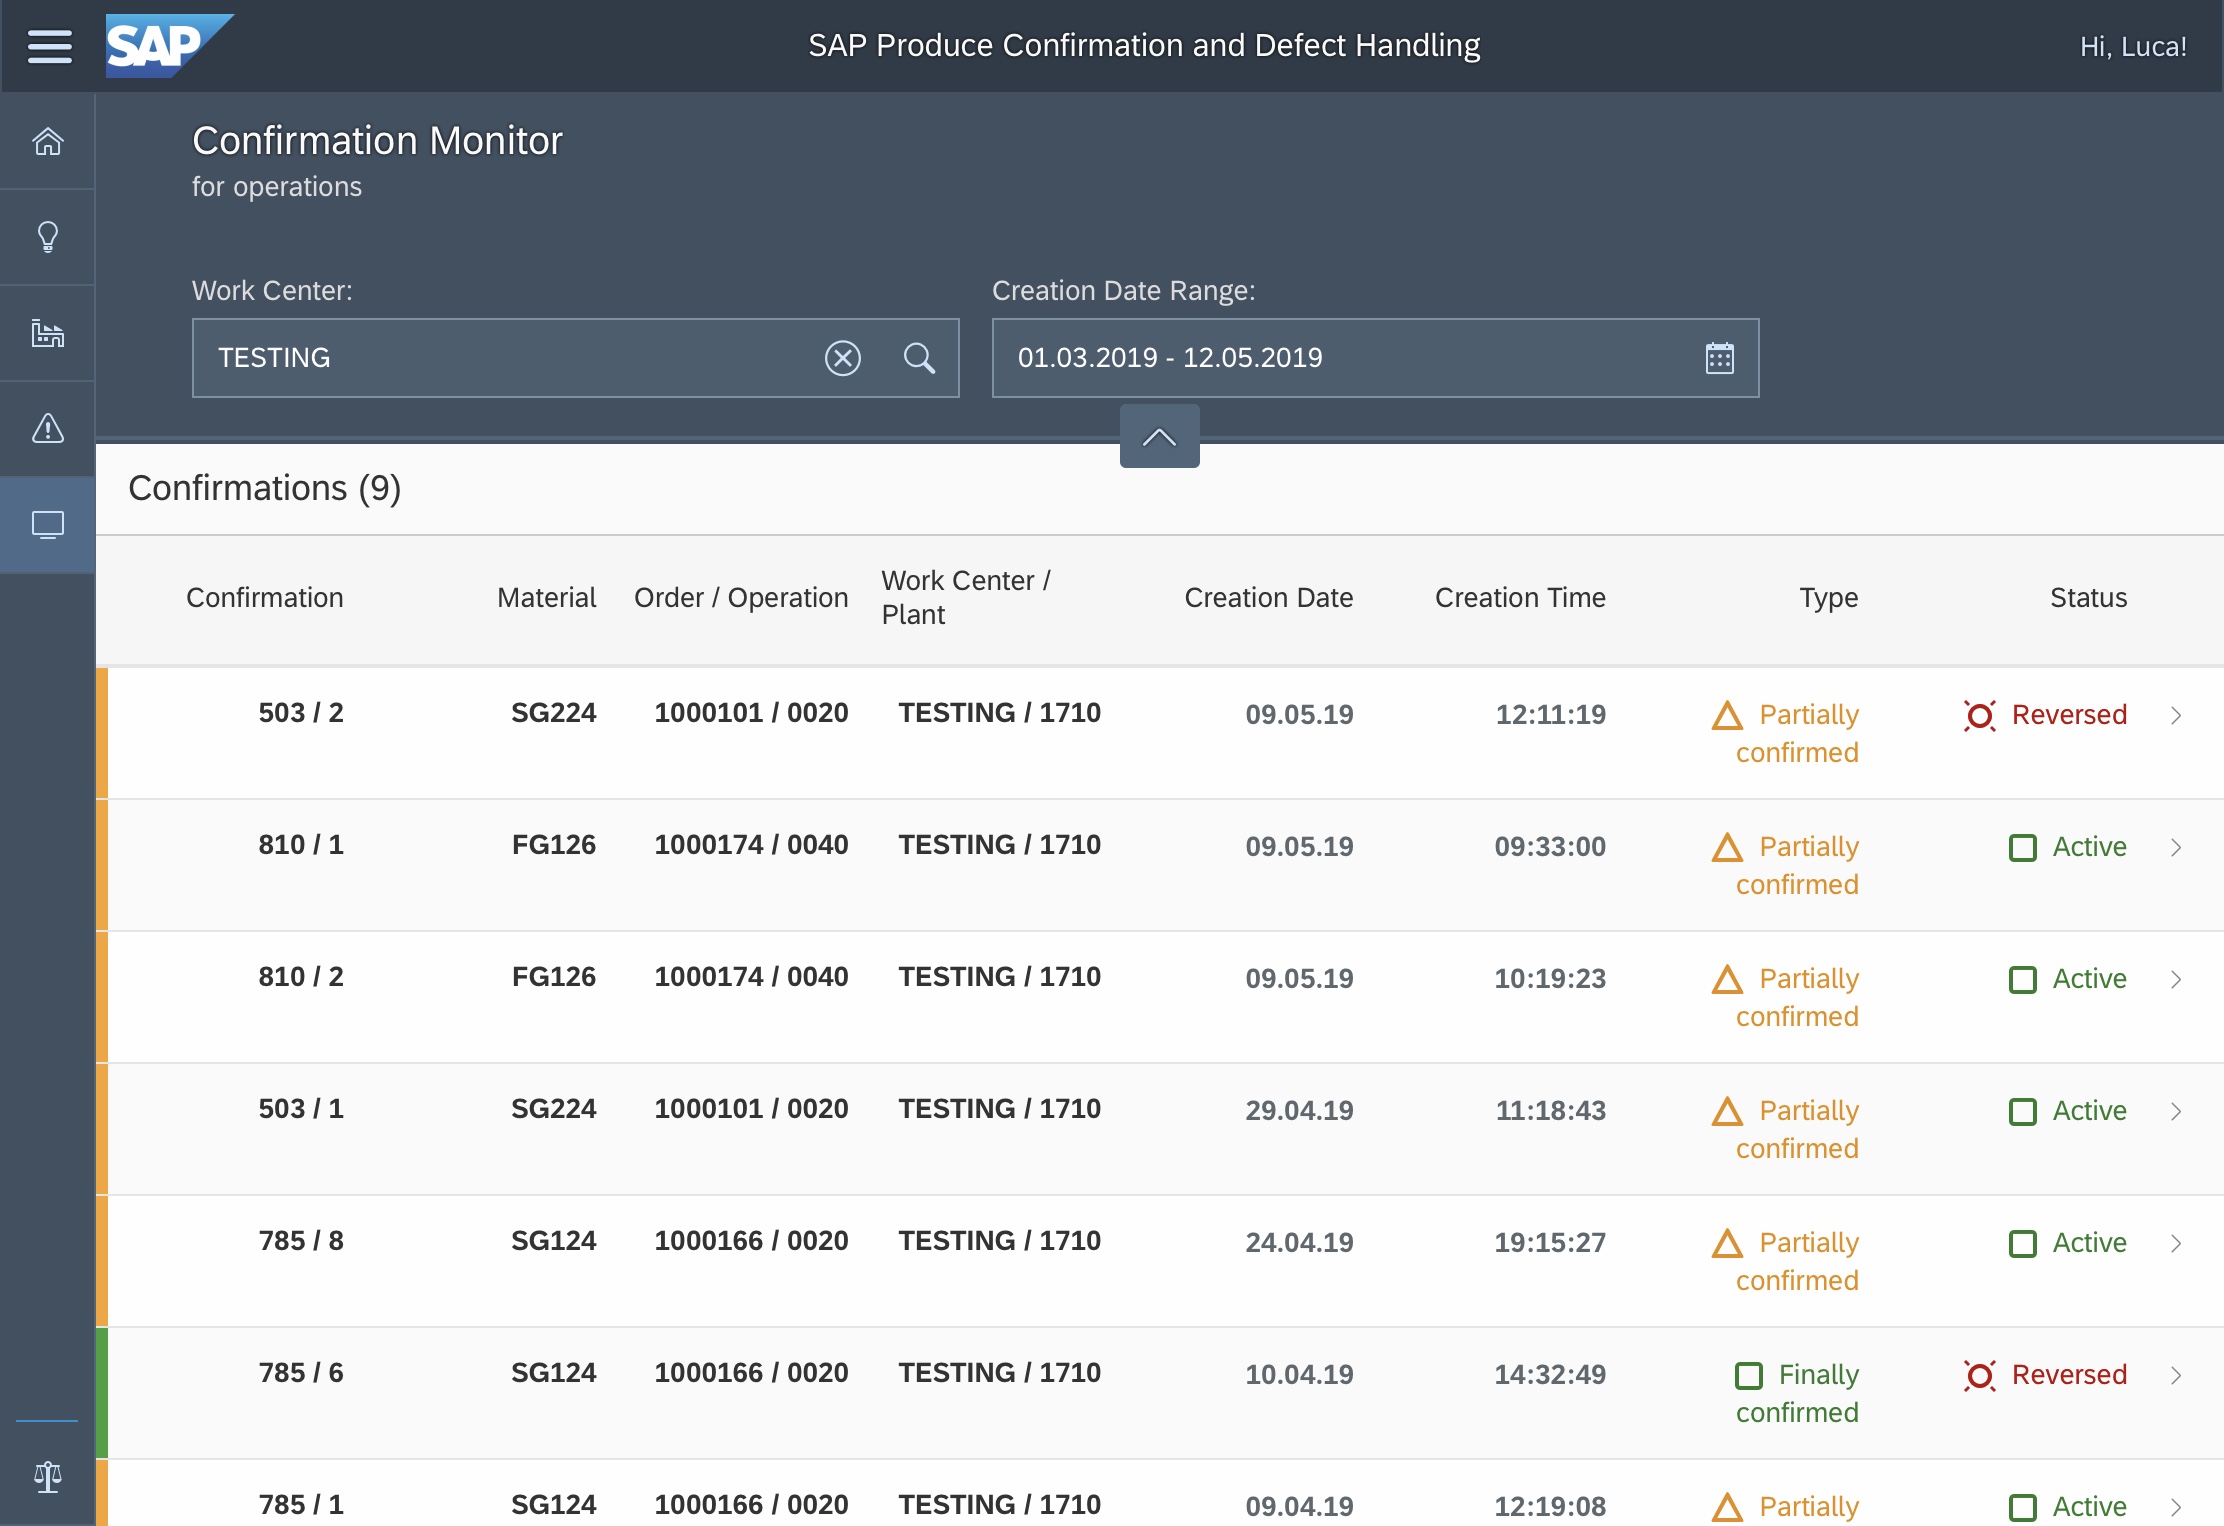 SAP
SAP Produce Confirmation and Defect Handling
Hi, Luca!
Confirmation Monitor
for operations
Work Center:
Creation Date Range:
TESTING
01.03.2019 - 12.05.2019
Confirmations (9)
Confirmation Material Order / Operation Work Center / Plant Creation Date Creation Time Type Status
503 / 2 SG224 1000101 / 0020 TESTING / 1710 09.05.19 12:11:19 Partially confirmed Reversed
810 / 1 FG126 1000174 / 0040 TESTING / 1710 09.05.19 09:33:00 Partially confirmed Active
810 / 2 FG126 1000174 / 0040 TESTING / 1710 09.05.19 10:19:23 Partially confirmed Active
503 / 1 SG224 1000101 / 0020 TESTING / 1710 29.04.19 11:18:43 Partially confirmed Active
785 / 8 SG124 1000166 / 0020 TESTING / 1710 24.04.19 19:15:27 Partially confirmed Active
785 / 6 SG124 1000166 / 0020 TESTING / 1710 10.04.19 14:32:49 Finally confirmed Reversed
785 / 1 SG124 1000166 / 0020 TESTING / 1710 09.04.19 12:19:08 Partially Active